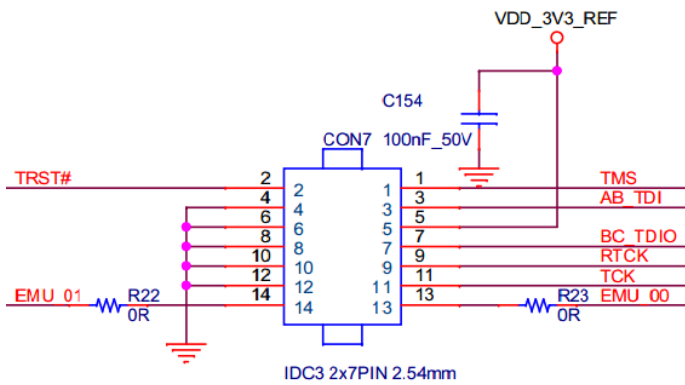 VDD_3V3_REF
C154
100nF_50V
CON7
TRST#
2
4
6
8
10
12
14
2
4
6
8
10
12
14
1
3
5
7
9
11
13
1
3
5
7
9
11
13
TMS
AB_TDI
BC_TDIO
RTCK
TCK
EMU_00
EMU_01
R22
0R
R23
0R
IDC3 2x7PIN 2.54mm